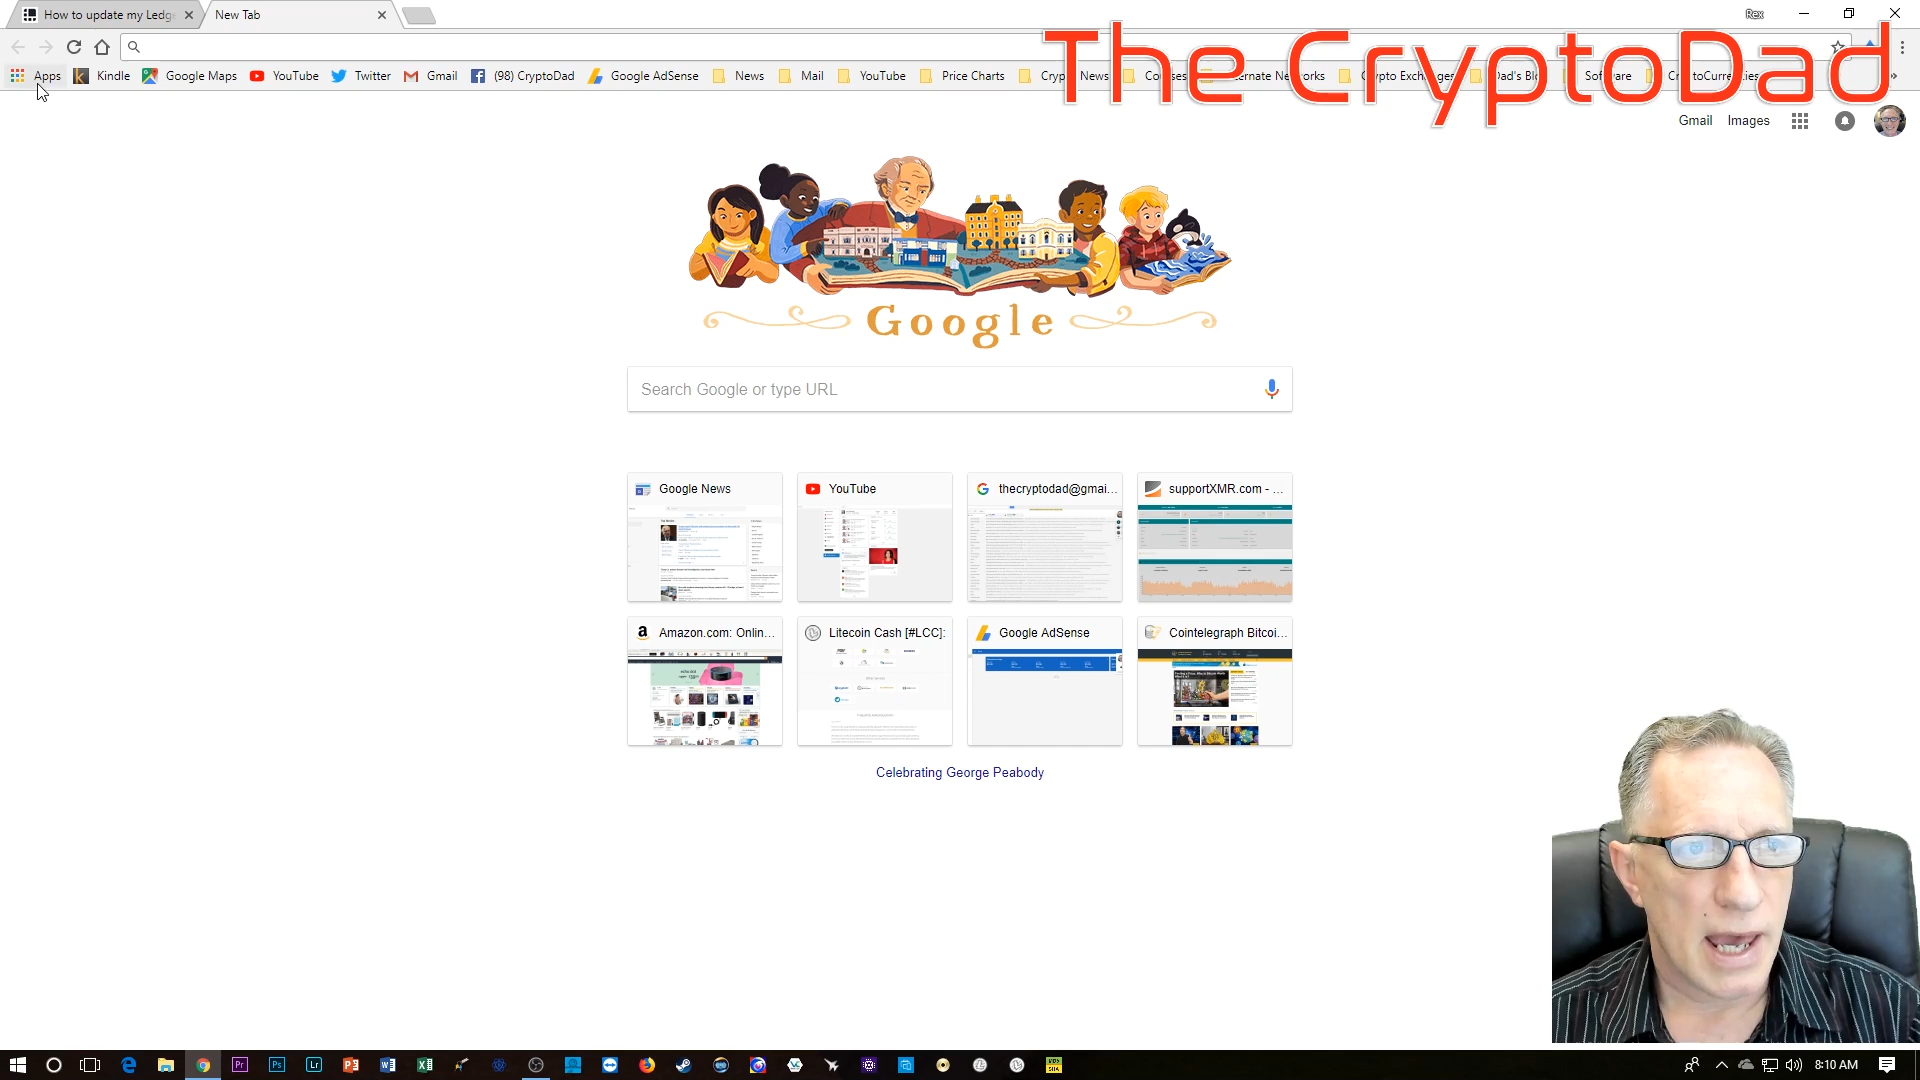 How to update my Ledg
New Tab
Rex
The CryptoDad
Apps
Kindle
Google Maps
YouTube
Twitter
Gmail
(98) CryptoDad
Google AdSense
News
Mail
YouTube
Price Charts
Software
Gmail
Images
Google
Search Google or type URL
Google News
YouTube
thecryptodad@gmai...
supportXMR.com - ...
Amazon.com: Onlin...
Litecoin Cash [#LCC]:
Google AdSense
Cointelegraph Bitcoi...
Celebrating George Peabody
8:10 AM